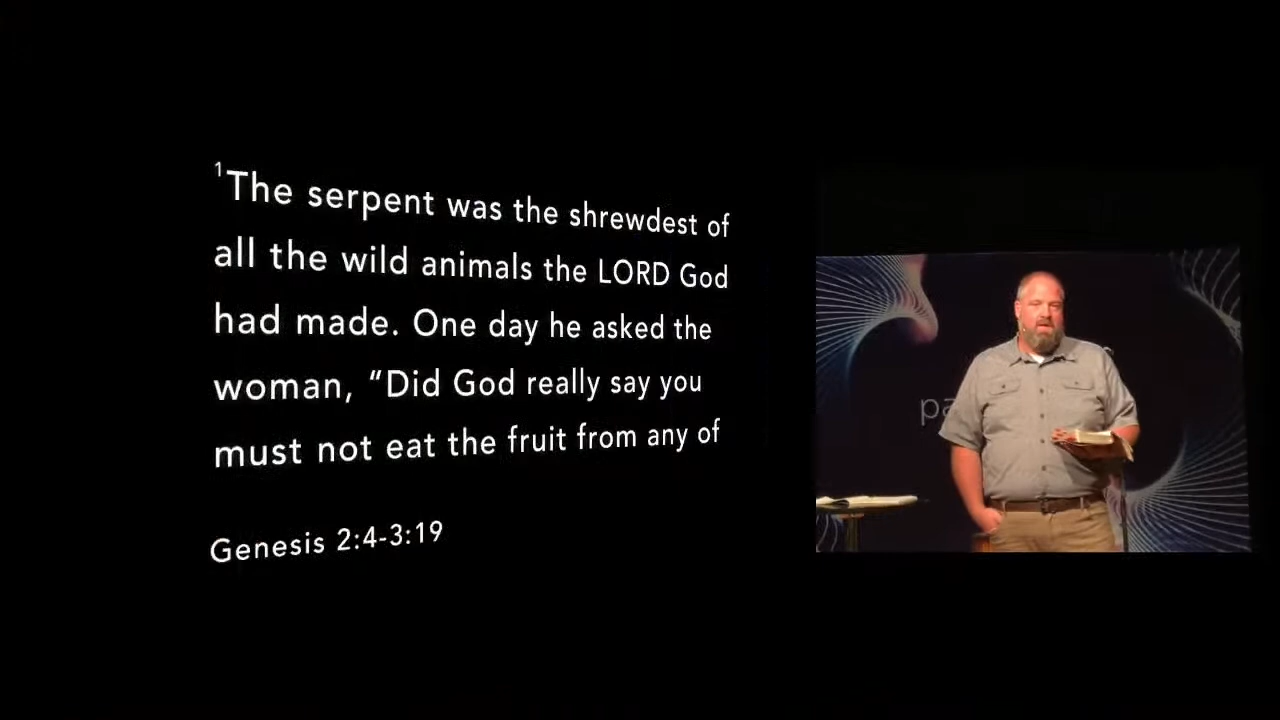 ¹The serpent was the shrewdest of
all the wild animals the LORD God
had made. One day he asked the
woman, “Did God really say you
must not eat the fruit from any of
Genesis 2:4-3:19